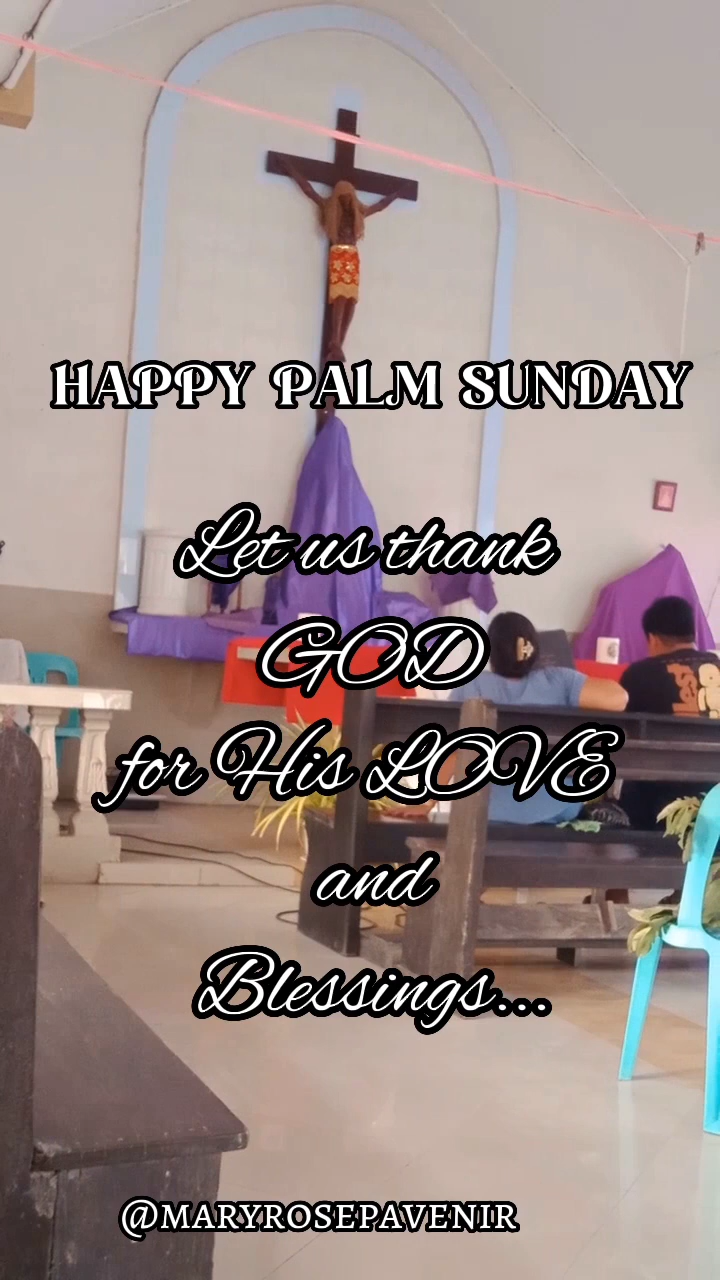 HAPPY PALM SUNDAY
Let us thank
GOD
for His LOVE
and
Blessings...
@MARYROSEPAVENIR